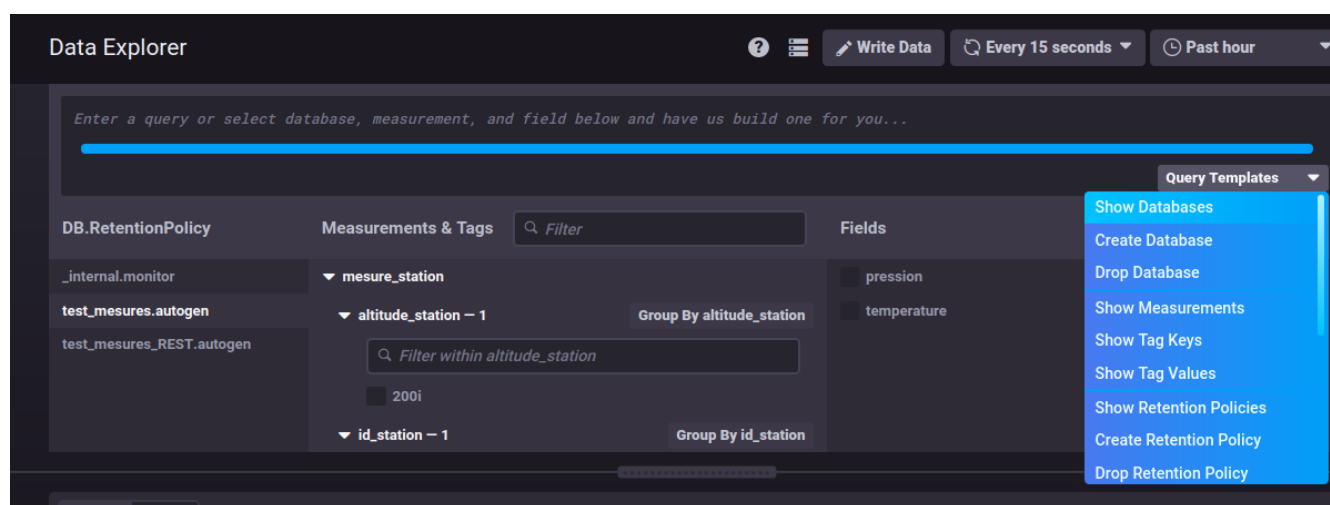 Data Explorer
Write Data
Every 15 seconds
Past hour
Enter a query or select database, measurement, and field below and have us build one for you...
Query Templates
Show Databases
Create Database
Drop Database
Show Measurements
Show Tag Keys
Show Tag Values
Show Retention Policies
Create Retention Policy
Drop Retention Policy
DB.RetentionPolicy
_internal.monitor
test_mesures.autogen
test_mesures_REST.autogen
Measurements & Tags
Filter
mesure_station
altitude_station — 1
Group By altitude_station
Filter within altitude_station
200i
id_station — 1
Group By id_station
Fields
pression
temperature